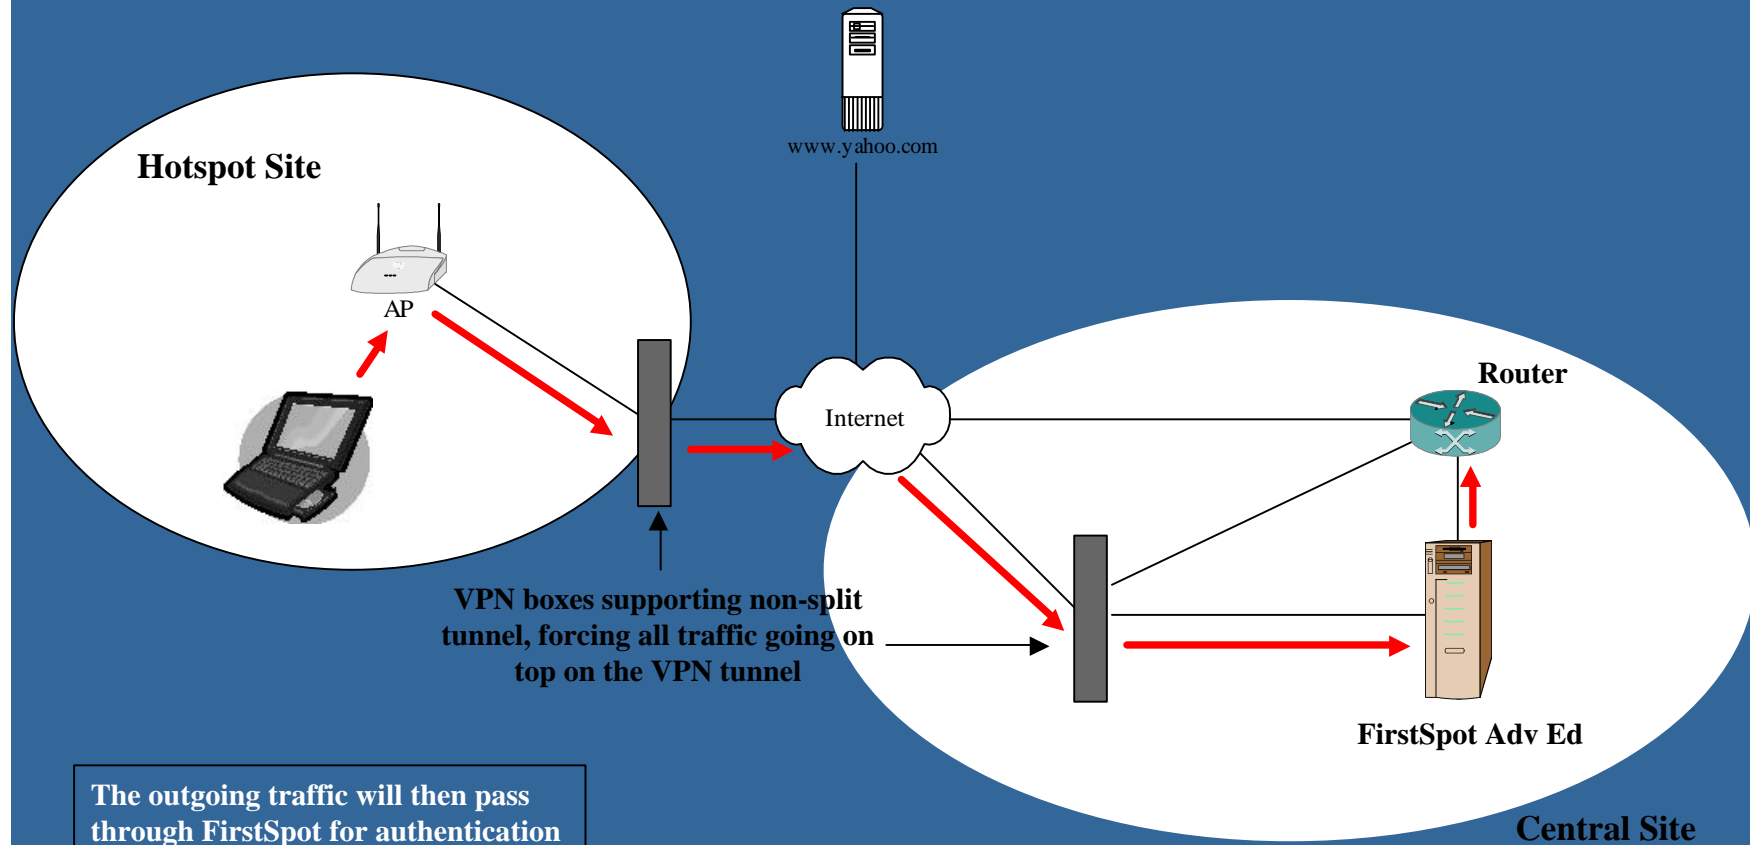 www.yahoo.com
Hotspot Site
AP
Internet
Router
VPN boxes supporting non-split
tunnel, forcing all traffic going on
top on the VPN tunnel
FirstSpot Adv Ed
The outgoing traffic will then pass
through FirstSpot for authentication
Central Site